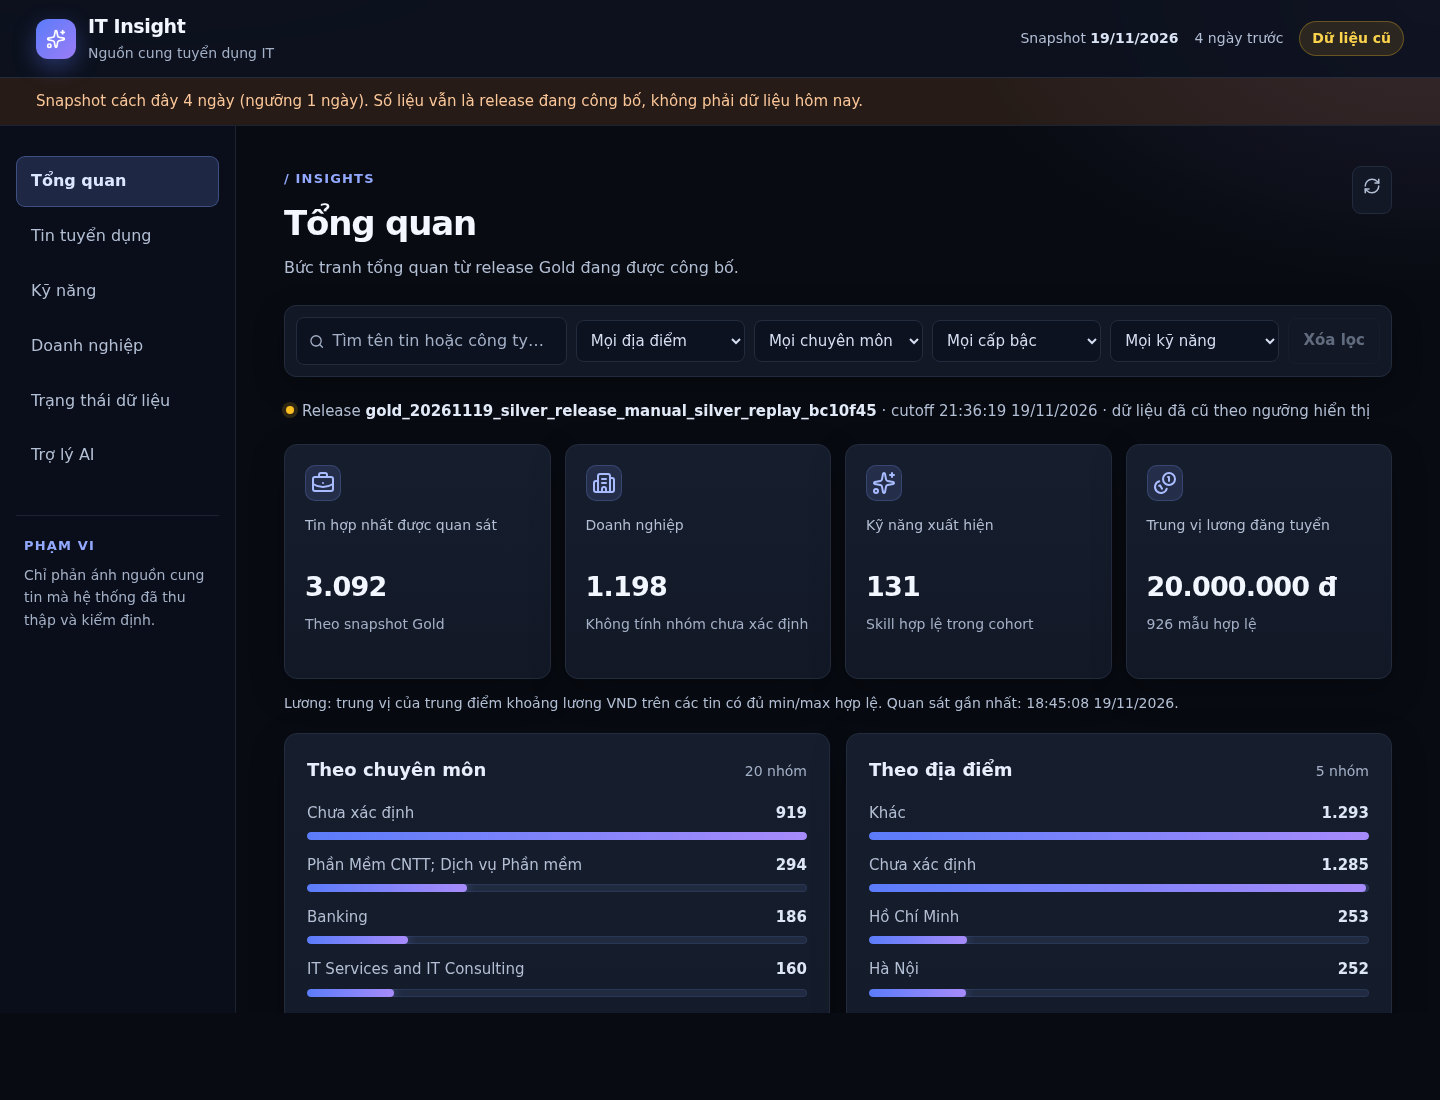 IT Insight
Nguồn cung tuyển dụng IT
Snapshot 19/11/2026 4 ngày trước Dữ liệu cũ
Snapshot cách đây 4 ngày (ngưỡng 1 ngày). Số liệu vẫn là release đang công bố, không phải dữ liệu hôm nay.
Tổng quan
Tin tuyển dụng
Kỹ năng
Doanh nghiệp
Trạng thái dữ liệu
Trợ lý AI
PHẠM VI
Chỉ phản ánh nguồn cung
tin mà hệ thống đã thu
thập và kiểm định.
/ INSIGHTS
Tổng quan
Bức tranh tổng quan từ release Gold đang được công bố.
Tìm tên tin hoặc công ty... Mọi địa điểm Mọi chuyên môn Mọi cấp bậc Mọi kỹ năng Xóa lọc
Release gold_20261119_silver_release_manual_silver_replay_bc10f45 · cutoff 21:36:19 19/11/2026 · dữ liệu đã cũ theo ngưỡng hiển thị
Tin hợp nhất được quan sát
3.092
Theo snapshot Gold
Doanh nghiệp
1.198
Không tính nhóm chưa xác định
Kỹ năng xuất hiện
131
Skill hợp lệ trong cohort
Trung vị lương đăng tuyển
20.000.000 đ
926 mẫu hợp lệ
Lương: trung vị của trung điểm khoảng lương VND trên các tin có đủ min/max hợp lệ. Quan sát gần nhất: 18:45:08 19/11/2026.
Theo chuyên môn 20 nhóm
Chưa xác định 919
Phần Mềm CNTT; Dịch vụ Phần mềm 294
Banking 186
IT Services and IT Consulting 160
Theo địa điểm 5 nhóm
Khác 1.293
Chưa xác định 1.285
Hồ Chí Minh 253
Hà Nội 252